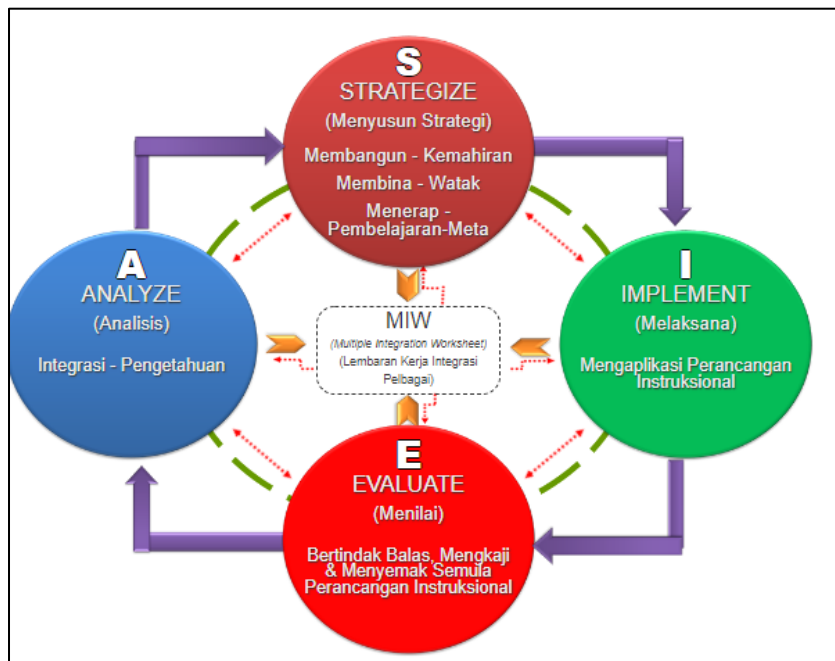 S
STRATEGIZE
(Menyusun Strategi)
Membangun - Kemahiran
Membina - Watak
Menerap -
Pembelajaran-Meta
A
ANALYZE
(Analisis)
Integrasi - Pengetahuan
MIW
(Multiple Integration Worksheet)
(Lembaran Kerja Integrasi
Pelbagai)
I
IMPLEMENT
(Melaksana)
Mengaplikasi Perancangan
Instruksional
E
EVALUATE
(Menilai)
Bertindak Balas, Mengkaji
& Menyemak Semula
Perancangan Instruksional